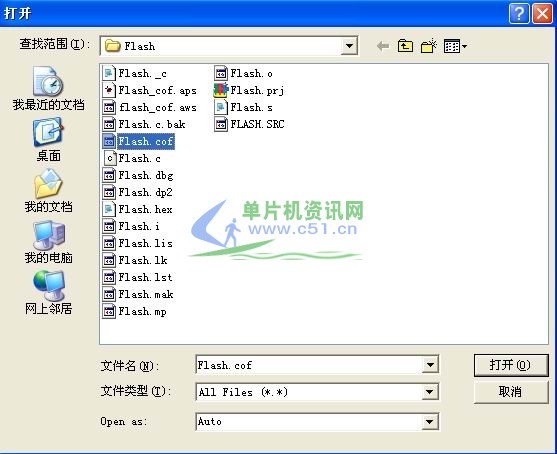 打开
查找范围(I):
Flash
我最近的文档
桌面
我的文档
我的电脑
网上邻居
Flash._c
Flash_cof.aps
flash_cof.aws
Flash.c.bak
Flash.cof
Flash.c
Flash.dbg
Flash.dp2
Flash.hex
Flash.i
Flash.lis
Flash.lk
Flash.lst
Flash.mak
Flash.mp
Flash.o
Flash.prj
Flash.s
FLASH.SRC
单片机资讯网
www.c51.cn
文件名(N):
Flash.cof
打开(O)
文件类型(T):
All Files (*.*)
取消
Open as:
Auto